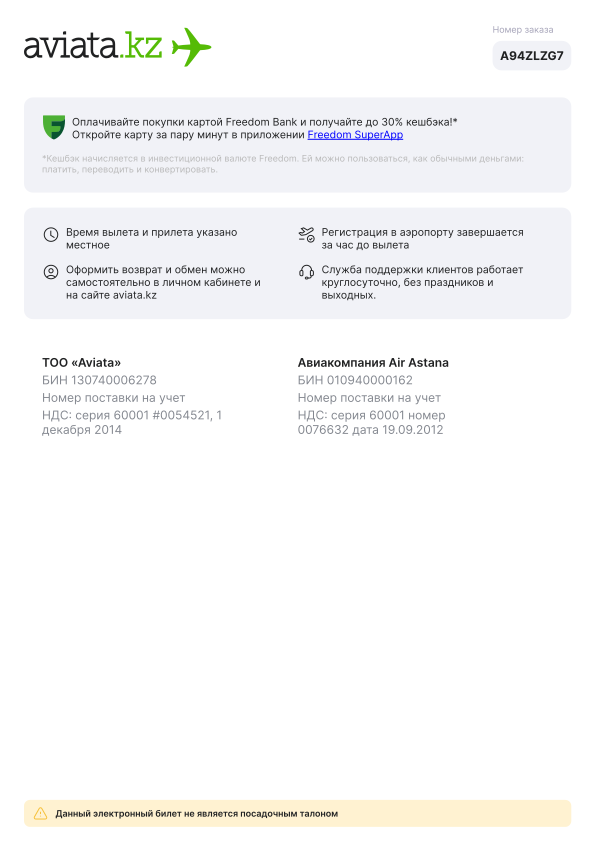 aviata.kz
Номер заказа
A94ZLZG7
Оплачивайте покупки картой Freedom Bank и получайте до 30% кешбэка!*
Откройте карту за пару минут в приложении Freedom SuperApp
*Кешбэк начисляется в инвестиционной валюте Freedom. Ей можно пользоваться, как обычными деньгами:
платить, переводить и конвертировать.
Время вылета и прилета указано
местное
Регистрация в аэропорту завершается
за час до вылета
Оформить возврат и обмен можно
самостоятельно в личном кабинете и
на сайте aviata.kz
Служба поддержки клиентов работает
круглосуточно, без праздников и
выходных.
ТОО «Aviata»
БИН 130740006278
Номер поставки на учет
НДС: серия 60001 #0054521, 1
декабря 2014
Авиакомпания Air Astana
БИН 010940000162
Номер поставки на учет
НДС: серия 60001 номер
0076632 дата 19.09.2012
Данный электронный билет не является посадочным талоном